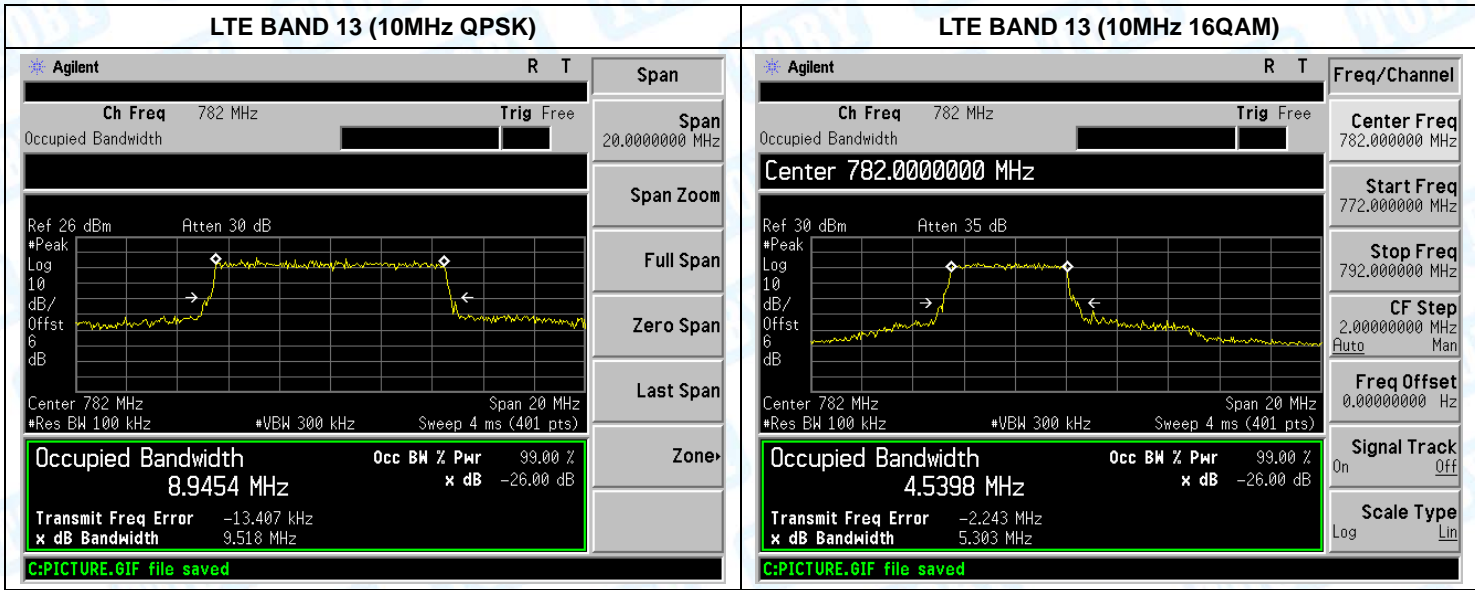 LTE BAND 13 (10MHz QPSK)
Agilent
R T
Ch Freq 782 MHz
Trig Free
Occupied Bandwidth
Ref 26 dBm Atten 30 dB
#Peak
Log
10
dB/
Offst
6
dB
Center 782 MHz Span 20 MHz
#Res BW 100 kHz #VBW 300 kHz Sweep 4 ms (401 pts)
Occupied Bandwidth
8.9454 MHz
Occ BW % Pwr 99.00 %
x dB -26.00 dB
Transmit Freq Error -13.407 kHz
x dB Bandwidth 9.518 MHz
C:PICTURE.GIF file saved
Span
Span
20.0000000 MHz
Span Zoom
Full Span
Zero Span
Last Span
Zone
LTE BAND 13 (10MHz 16QAM)
Agilent
R T
Ch Freq 782 MHz
Trig Free
Occupied Bandwidth
Center 782.0000000 MHz
Ref 30 dBm Atten 35 dB
#Peak
Log
10
dB/
Offst
6
dB
Center 782 MHz Span 20 MHz
#Res BW 100 kHz #VBW 300 kHz Sweep 4 ms (401 pts)
Occupied Bandwidth
4.5398 MHz
Occ BW % Pwr 99.00 %
x dB -26.00 dB
Transmit Freq Error -2.243 MHz
x dB Bandwidth 5.303 MHz
C:PICTURE.GIF file saved
Freq/Channel
Center Freq
782.000000 MHz
Start Freq
772.000000 MHz
Stop Freq
792.000000 MHz
CF Step
2.00000000 MHz
Auto Man
Freq Offset
0.00000000 Hz
Signal Track
On Off
Scale Type
Log Lin